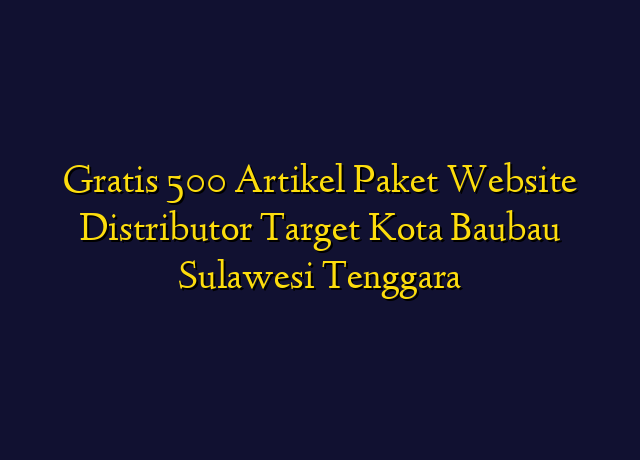 Gratis 500 Artikel Paket Website
Distributor Target Kota Baubau
Sulawesi Tenggara